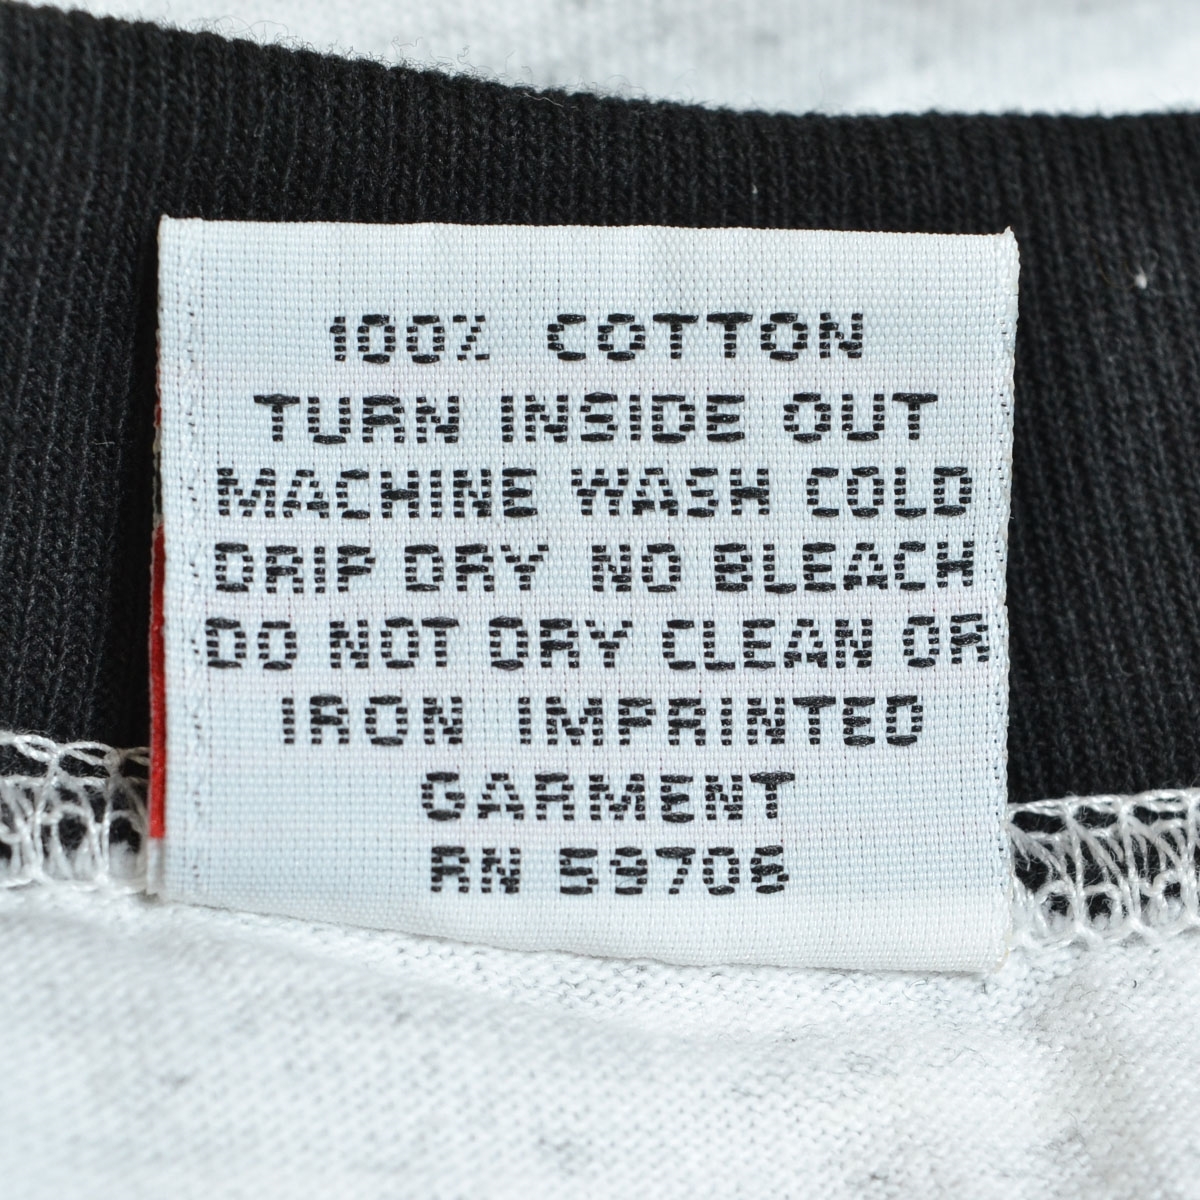 100% COTTON
TURN INSIDE OUT
MACHINE WASH COLD
DRIP DRY NO BLEACH
DO NOT DRY CLEAN OR
IRON IMPRINTED
GARMENT
RN 59706